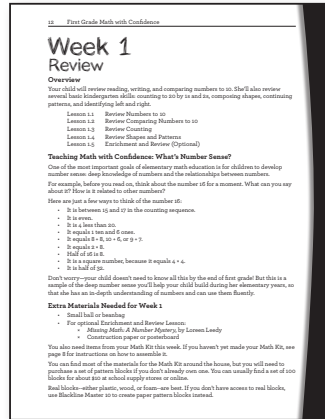 12 First Grade Math with Confidence
Week 1
Review
Overview
Your child will review reading, writing, and comparing numbers to 10. She'll also review
several basic kindergarten skills: counting to 20 by 1s and 2s, composing shapes, continuing
patterns, and identifying left and right.
Lesson 1.1 Review Numbers to 10
Lesson 1.2 Review Comparing Numbers to 10
Lesson 1.3 Review Counting
Lesson 1.4 Review Shapes and Patterns
Lesson 1.5 Enrichment and Review (Optional)
Teaching Math with Confidence: What's Number Sense?
One of the most important goals of elementary math education is for children to develop
number sense: deep knowledge of numbers and the relationships between numbers.
For example, before you read on, think about the number 16 for a moment. What can you say
about it? How is it related to other numbers?
Here are just a few ways to think of the number 16:
• It is between 15 and 17 in the counting sequence.
• It is even.
• It is 4 less than 20.
• It equals 1 ten and 6 ones.
• It equals 8 + 8, 10 + 6, or 9 + 7.
• It equals 2 × 8.
• Half of 16 is 8.
• It is a square number, because it equals 4 × 4.
• It is half of 32.
Don't worry—your child doesn't need to know all this by the end of first grade! But this is a
sample of the deep number sense you'll help your child build during her elementary years, so
that she has an in-depth understanding of numbers and can use them fluently.
Extra Materials Needed for Week 1
• Small ball or beanbag
• For optional Enrichment and Review Lesson:
• Missing Math: A Number Mystery, by Loreen Leedy
• Construction paper or posterboard
You also need items from your Math Kit this week. If you haven't yet made your Math Kit, see
page 8 for instructions on how to assemble it.
You can find most of the materials for the Math Kit around the house, but you will need to
purchase a set of pattern blocks if you don't already own one. You can usually find a set of 100
blocks for about $10 at school supply stores or online.
Real blocks—either plastic, wood, or foam—are best. If you don't have access to real blocks,
use Blackline Master 10 to create paper pattern blocks instead.